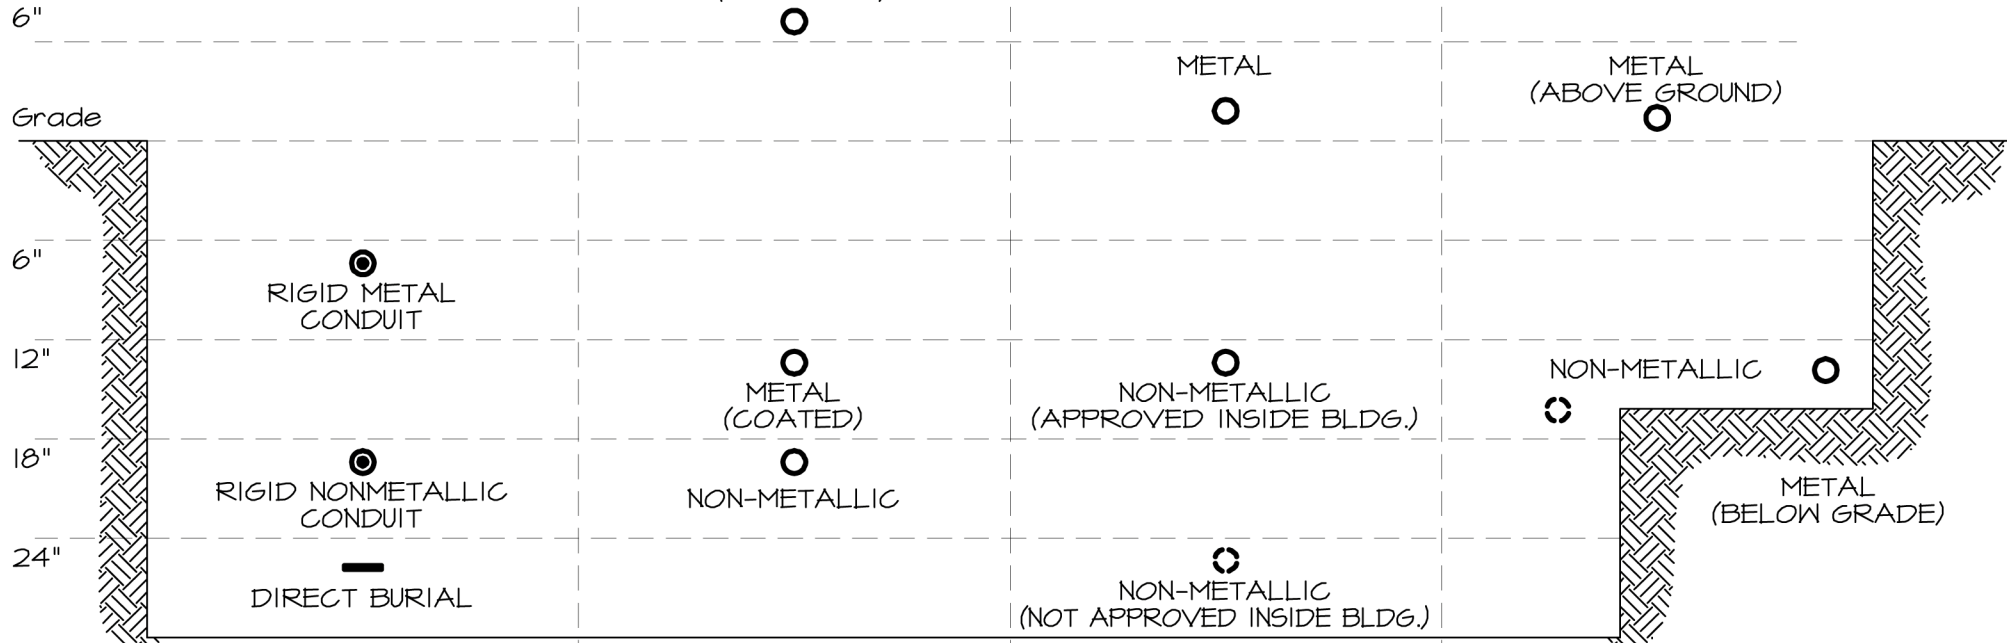 6"
METAL
METAL
(ABOVE GROUND)
Grade
6"
RIGID METAL
CONDUIT
12"
METAL
(COATED)
NON-METALLIC
(APPROVED INSIDE BLDG.)
NON-METALLIC
18"
RIGID NONMETALLIC
CONDUIT
NON-METALLIC
METAL
(BELOW GRADE)
24"
DIRECT BURIAL
NON-METALLIC
(NOT APPROVED INSIDE BLDG.)